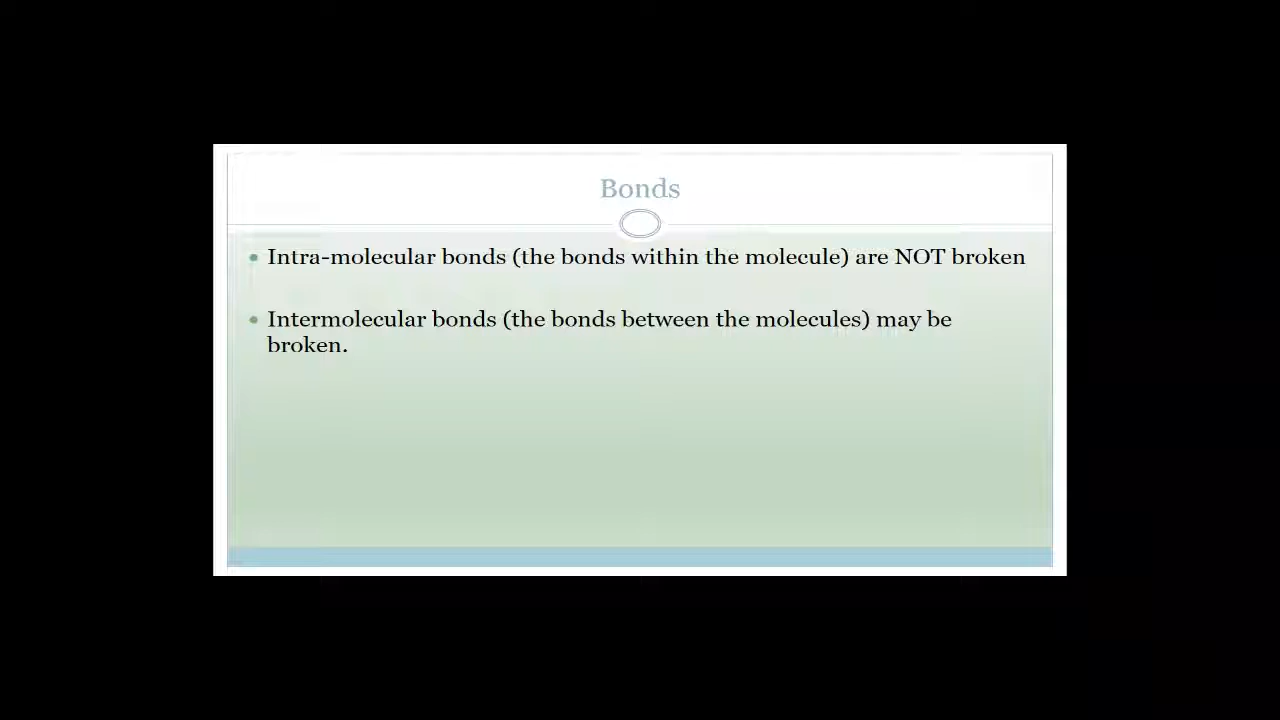 Bonds
• Intra-molecular bonds (the bonds within the molecule) are NOT broken
• Intermolecular bonds (the bonds between the molecules) may be
broken.